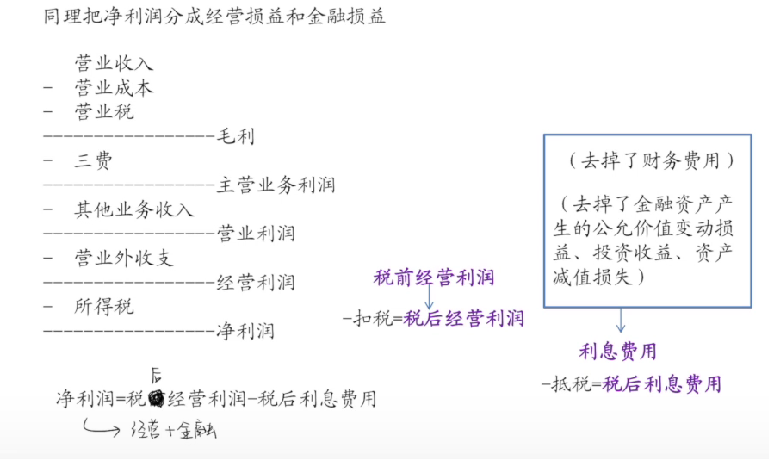 同理把净利润分成经营损益和金融损益
营业收入
- 营业成本
- 营业税
-----------------毛利
- 三费
-----------------主营业务利润
- 其他业务收入
-----------------营业利润
- 营业外收支
-----------------经营利润
- 所得税
-----------------净利润
税前经营利润
-扣税=税后经营利润
（去掉了财务费用）
（去掉了金融资产产
生的公允价值变动损
益、投资收益、资产
减值损失）
利息费用
-抵税=税后利息费用
后
净利润=税经营利润-税后利息费用
经营+金融